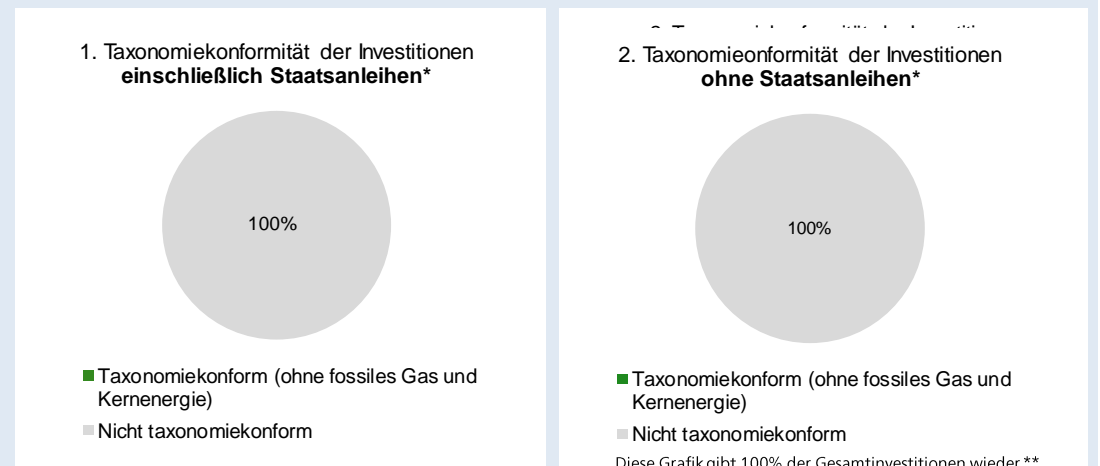 1. Taxonomiekonformität der Investitionen
einschließlich Staatsanleihen*
100%
Taxonomiekonform (ohne fossiles Gas und
Kernenergie)
Nicht taxonomiekonform
2. Taxonomieonformität der Investitionen
ohne Staatsanleihen*
100%
Taxonomiekonform (ohne fossiles Gas und
Kernenergie)
Nicht taxonomiekonform
Diese Grafik gibt 100% der Gesamtinvestitionen wieder.**